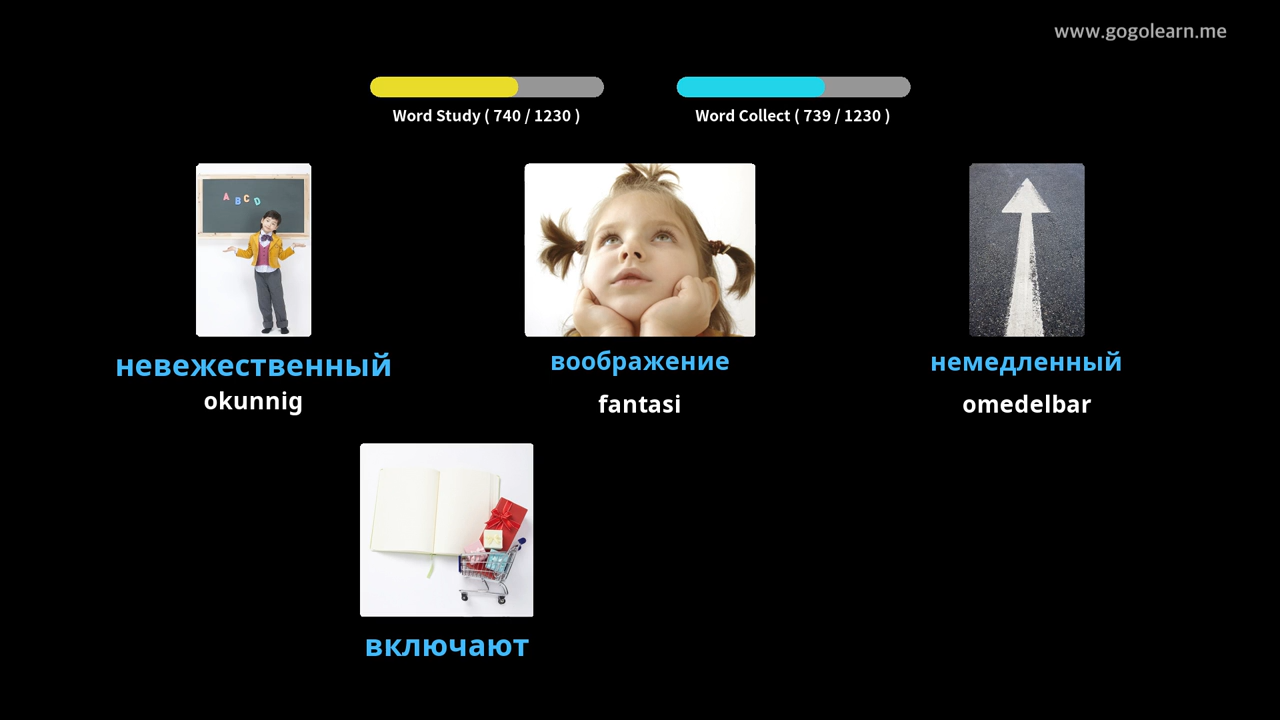 www.gogolearn.me
Word Study ( 740 / 1230 )
Word Collect ( 739 / 1230 )
A B C D
невежественный
okunnig
воображение
fantasi
немедленный
omedelbar
включают